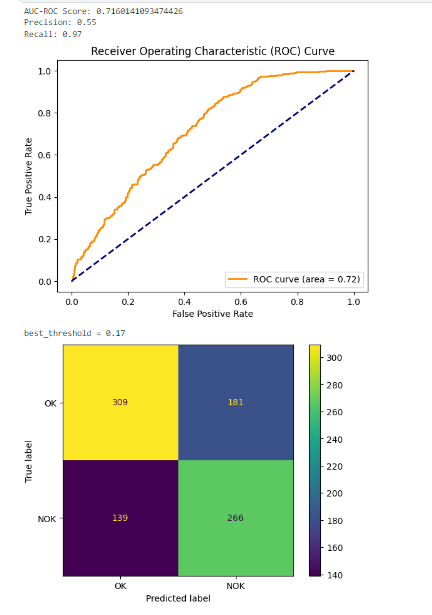 AUC-ROC Score: 0.7160141093474426
Precision: 0.55
Recall: 0.97
Receiver Operating Characteristic (ROC) Curve
1.0
0.8
0.6
0.4
0.2
0.0
True Positive Rate
ROC curve (area = 0.72)
0.0 0.2 0.4 0.6 0.8 1.0
False Positive Rate
best_threshold = 0.17
OK
NOK
True label
309 181
139 266
OK NOK
Predicted label
300
280
260
240
220
200
180
160
140